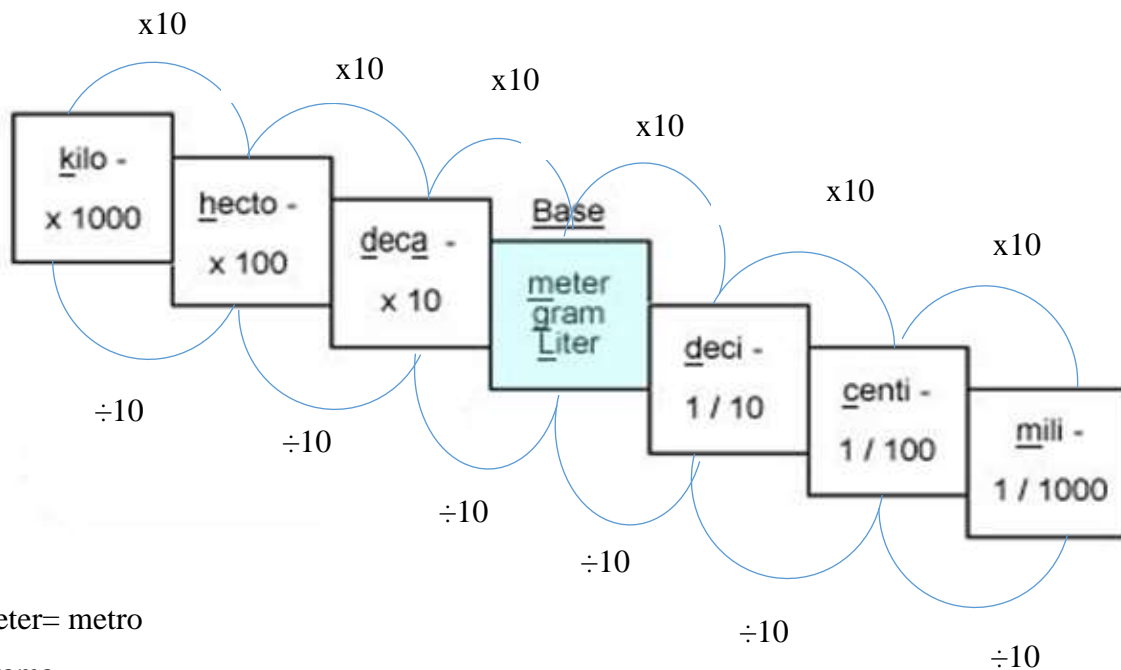 x10
x10
x10
x10
x10
x10
kilo -
x 1000
hecto -
x 100
deca -
x 10
Base
meter
gram
Liter
deci -
1 / 10
centi -
1 / 100
mili -
1 / 1000
÷10
÷10
÷10
÷10
÷10
÷10
eter= metro